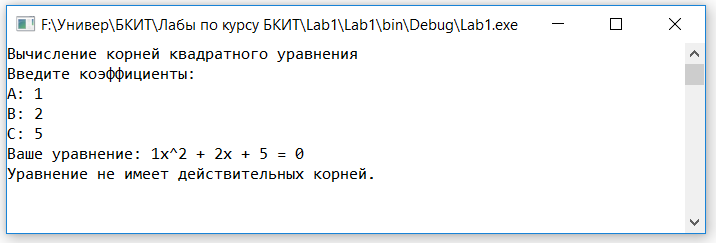 F:\Универ\БКИТ\Лабы по курсу БКИТ\Lab1\Lab1\bin\Debug\Lab1.exe
Вычисление корней квадратного уравнения
Введите коэффициенты:
A: 1
B: 2
C: 5
Ваше уравнение: 1x^2 + 2x + 5 = 0
Уравнение не имеет действительных корней.